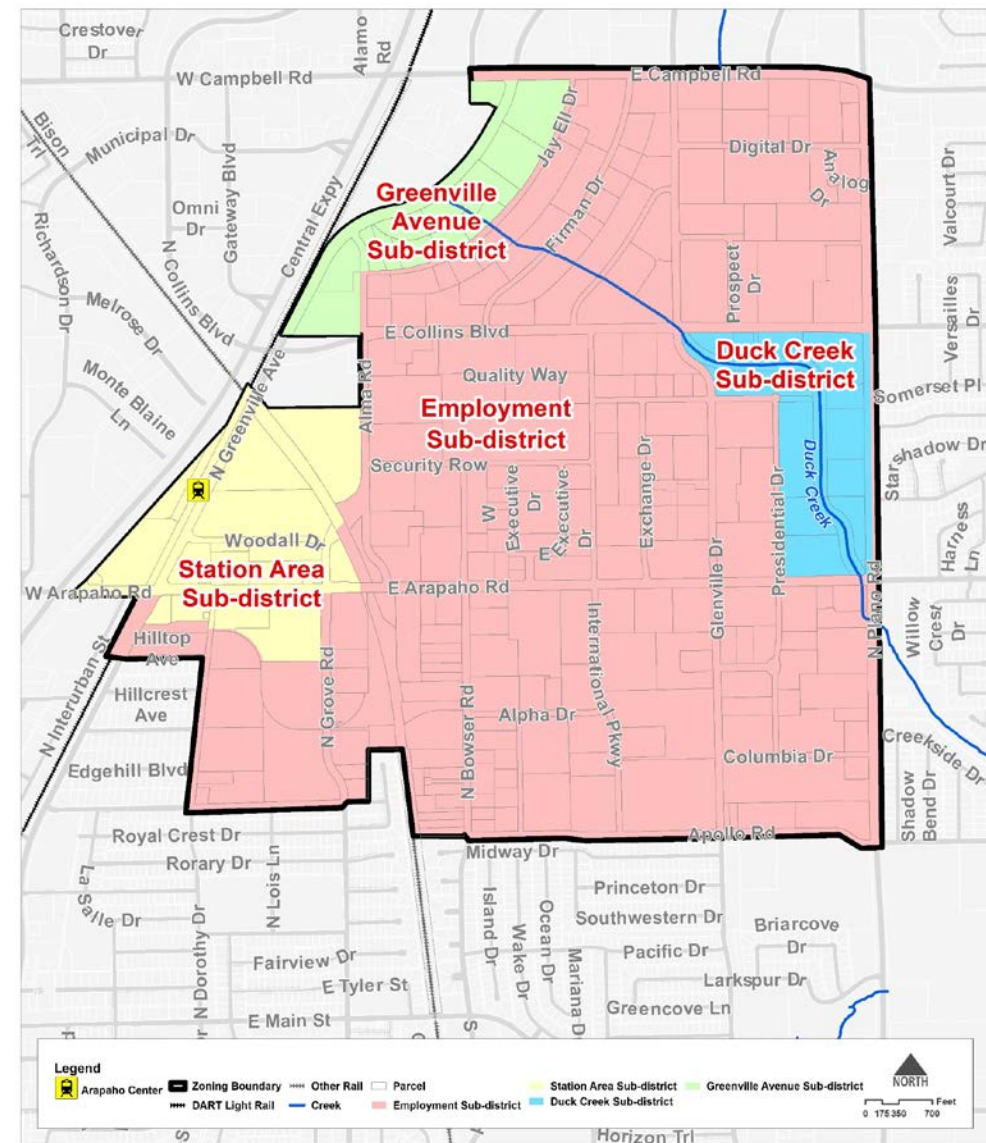 Crestover
Dr
W Campbell Rd
Alamo
Rd
E Campbell Rd
Bison
Trl
Municipal Dr
Jay Ell Dr
Digital Dr
Analog
Dr
Valcourt Dr
Omni
Dr
Gateway Blvd
Central Expy
Greenville
Avenue
Sub-district
Firman Dr
Richardson Dr
N Collins Blvd
Melrose Dr
Prospect
Dr
Versailles
Dr
E Collins Blvd
Duck Creek
Sub-district
Monte Blaine
Ln
N Greenville Ave
Alma Rd
Quality Way
Somerset Pl
Employment
Sub-district
Starshadow Dr
Security Row
W
Executive
Dr
E
Executive
Dr
Exchange Dr
Presidential Dr
Duck Creek
Harness
Ln
Woodall Dr
Station Area
Sub-district
W Arapaho Rd
E Arapaho Rd
Glenville Dr
N Plano Rd
Willow
Crest
Dr
Hilltop
Ave
N Interurban St
Hillcrest
Ave
N Grove Rd
N Bowser Rd
International Pkwy
Alpha Dr
Columbia Dr
Creekside Dr
Edgehill Blvd
Shadow
Bend Dr
Royal Crest Dr
Apollo Rd
Rorary Dr
Midway Dr
La Salle Dr
N Dorothy Dr
N Lois Ln
Island Dr
Wake Dr
Ocean Dr
Mariana D
Princeton Dr
Southwestern Dr
Briarcove
Dr
Pacific Dr
Fairview Dr
Larkspur Dr
E Tyler St
Greencove Ln
E Main St
S
Legend
Arapaho Center
Zoning Boundary
Other Rail
Parcel
Station Area Sub-district
Greenville Avenue Sub-district
DART Light Rail
Creek
Employment Sub-district
Duck Creek Sub-district
NORTH
0 175 350 700 Feet
S
Horizon Trl